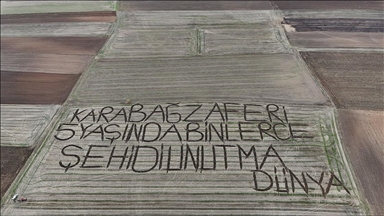 KARABAĞ ZAFERİ
5 YAŞINDA BİNLERCE
ŞEHİDİ UNUTMA
DÜNYA